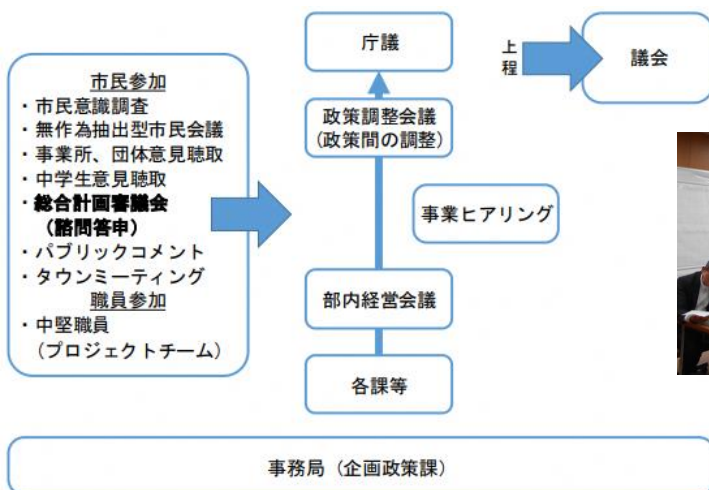 市民参加
・市民意識調査
・無作為抽出型市民会議
・事業所、団体意見聴取
・中学生意見聴取
・総合計画審議会
（諮問答申）
・パブリックコメント
・タウンミーティング
職員参加
・中堅職員
（プロジェクトチーム）
庁議
政策調整会議
（政策間の調整）
事業ヒアリング
部内経営会議
各課等
上程
議会
事務局（企画政策課）